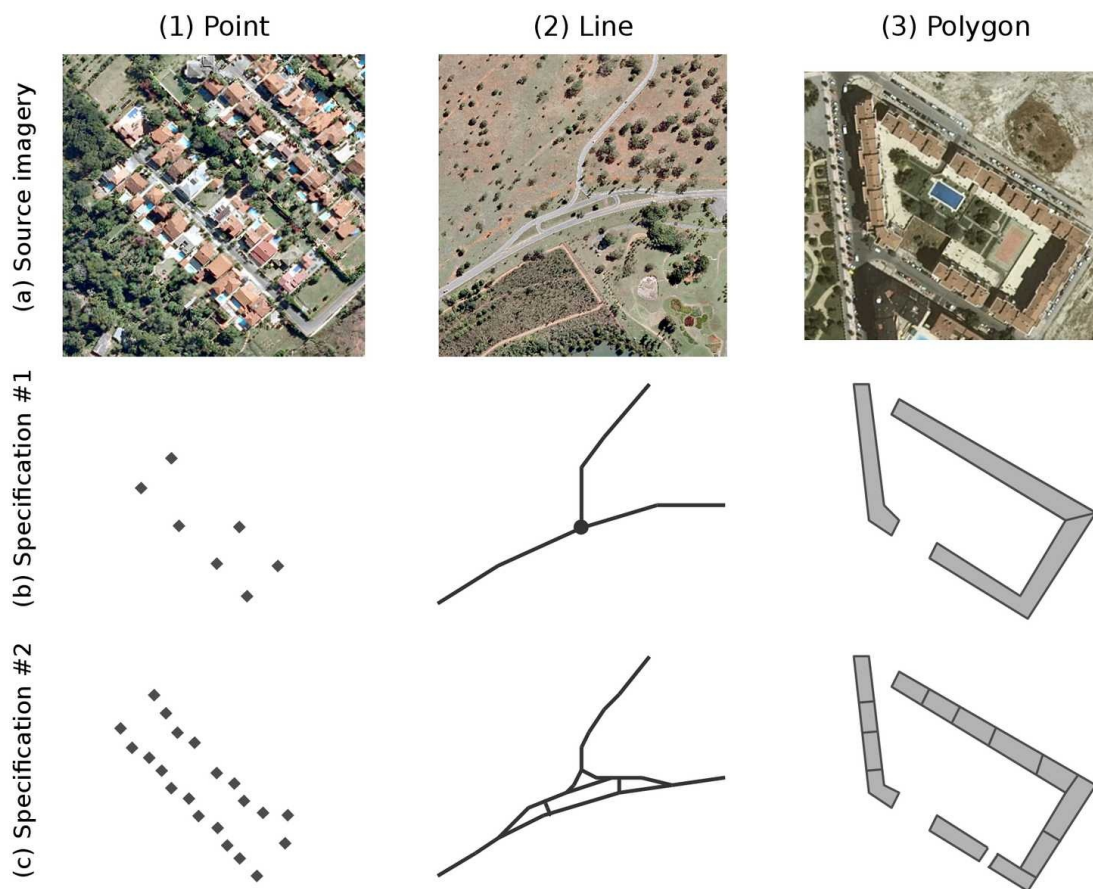 (1) Point
(2) Line
(3) Polygon
(a) Source imagery
(b) Specification #1
(c) Specification #2